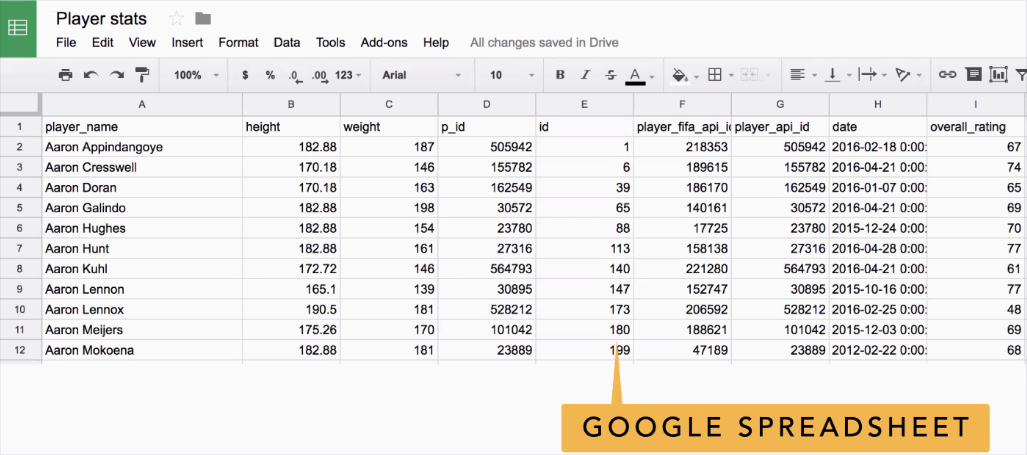 Player stats
File Edit View Insert Format Data Tools Add-ons Help All changes saved in Drive
100% $ % .0 .00 123 Arial 10 B I S A
A B C D E F G H I
1 player_name height weight p_id id player_fifa_api_id player_api_id date overall_rating
2 Aaron Appindangoye 182.88 187 505942 1 218353 505942 2016-02-18 0:00: 67
3 Aaron Cresswell 170.18 146 155782 6 189615 155782 2016-04-21 0:00: 74
4 Aaron Doran 170.18 163 162549 39 186170 162549 2016-01-07 0:00: 65
5 Aaron Galindo 182.88 198 30572 65 140161 30572 2016-04-21 0:00: 69
6 Aaron Hughes 182.88 154 23780 88 17725 23780 2015-12-24 0:00: 70
7 Aaron Hunt 182.88 161 27316 113 158138 27316 2016-04-28 0:00: 77
8 Aaron Kuhl 172.72 146 564793 140 221280 564793 2016-04-21 0:00: 61
9 Aaron Lennon 165.1 139 30895 147 152747 30895 2015-10-16 0:00: 77
10 Aaron Lennox 190.5 181 528212 173 206592 528212 2016-02-25 0:00: 48
11 Aaron Meijers 175.26 170 101042 180 188621 101042 2015-12-03 0:00: 69
12 Aaron Mokoena 182.88 181 23889 199 47189 23889 2012-02-22 0:00: 68
GOOGLE SPREADSHEET